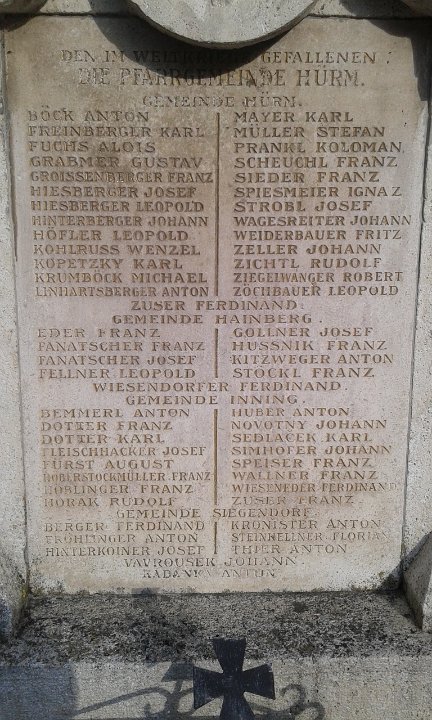 DEN IM WELTKRIEGE GEFALLENEN
DIE PFARRGEMEINDE HÜRM.
GEMEINDE HÜRM.
BÖCK ANTON
FREINBERGER KARL
FUCHS ALOIS
GRABMER GUSTAV
GROISSENBERGER FRANZ
HIESBERGER JOSEF
HIESBERGER LEOPOLD
HINTERBERGER JOHANN
HÖFLER LEOPOLD
KOHLRUSS WENZEL
KOPETZKY KARL
KRUMBÖCK MICHAEL
LINHARTSBERGER ANTON
MAYER KARL
MÜLLER STEFAN
PRANKL KOLOMAN
SCHEUCHL FRANZ
SIEDER FRANZ
SPIESMEIER IGNAZ
STROBL JOSEF
WAGESREITER JOHANN
WEIDERBAUER FRITZ
ZELLER JOHANN
ZICHTL RUDOLF
ZIEGELWANGER ROBERT
ZÖCHBAUER LEOPOLD
ZUSER FERDINAND.
GEMEINDE HAINBERG.
EDER FRANZ
FANATSCHER FRANZ
FANATSCHER JOSEF
FELLNER LEOPOLD
GOLLNER JOSEF
HUSSNIK FRANZ
KITZWEGER ANTON
STÖCKL FRANZ
WIESENDORFER FERDINAND.
GEMEINDE INNING.
BEMMERL ANTON
DOTTER FRANZ
DOTTER KARL
FLEISCHHACKER JOSEF
FÜRST AUGUST
HOBLERSTOCKMÜLLER FRANZ
HÖBLINGER FRANZ
HORAK RUDOLF
HUBER ANTON
NOVOTNY JOHANN
SEDLACEK KARL
SIMHOFER JOHANN
SPEISER FRANZ
WALLNER FRANZ
WIESENEDER FERDINAND
ZUSER FRANZ
GEMEINDE SIEGENDORF.
BERGER FERDINAND
FRÖHLINGER ANTON
HINTERKOINER JOSEF
KRONISTER ANTON
STEINKELLNER FLORIAN
THIER ANTON
VAVROUSEK JOHANN
ANTON